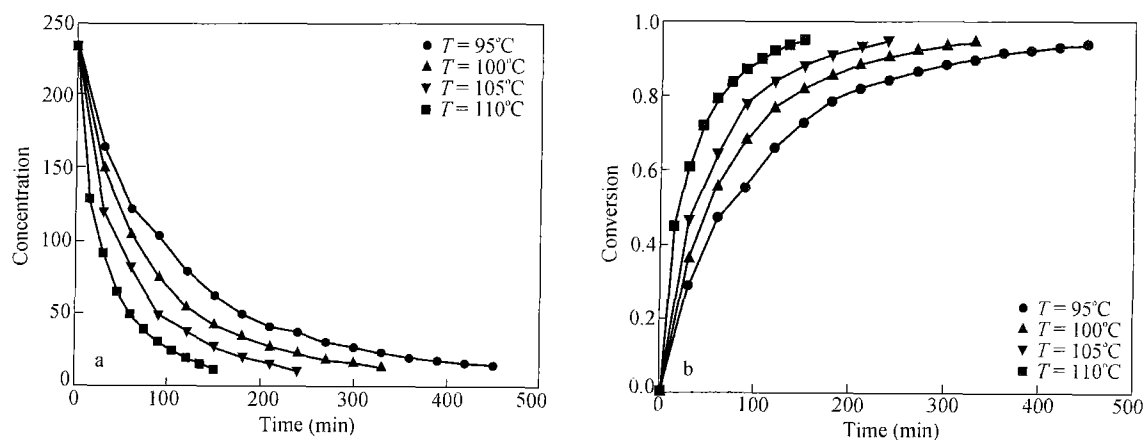 250
200
150
100
50
0
Concentration
T = 95°C
T = 100°C
T = 105°C
T = 110°C
a
0 100 200 300 400 500
Time (min)
1.0
0.8
0.6
0.4
0.2
0.0
Conversion
T = 95°C
T = 100°C
T = 105°C
T = 110°C
b
0 100 200 300 400 500
Time (min)